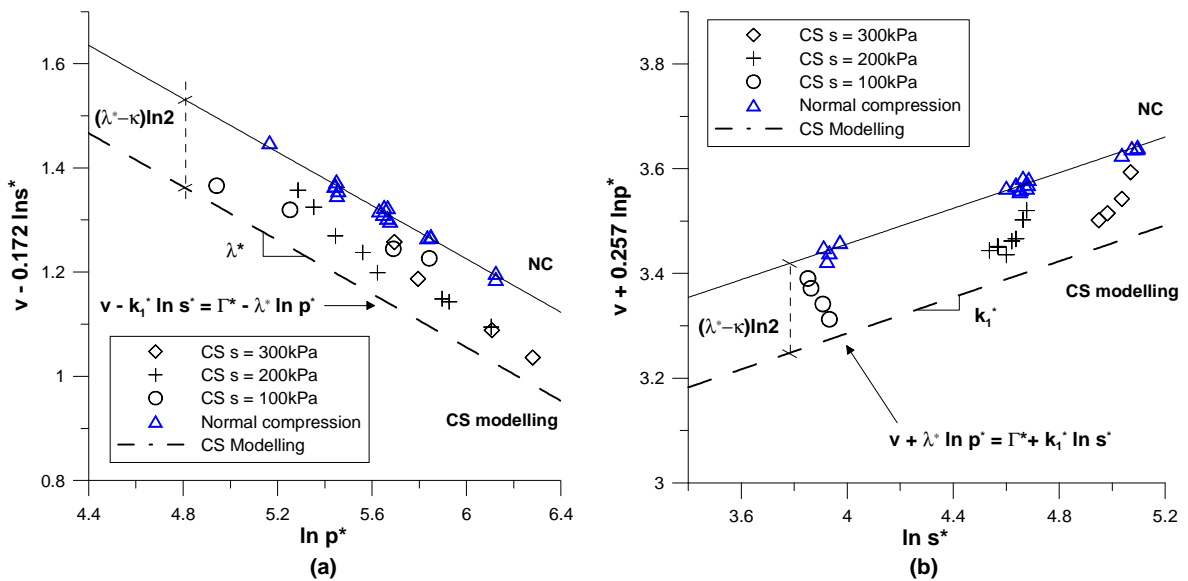 1.6
1.4
1.2
1
0.8
v - 0.172 lns*
(λ*−κ)ln2
NC
λ*
v - k₁* ln s* = Γ* - λ* ln p*
CS s = 300kPa
CS s = 200kPa
CS s = 100kPa
Normal compression
CS Modelling
CS modelling
4.4 4.8 5.2 5.6 6 6.4
ln p*
(a)
4
3.8
3.6
3.4
3.2
3
v + 0.257 lnp*
CS s = 300kPa
CS s = 200kPa
CS s = 100kPa
Normal compression
CS Modelling
NC
(λ*−κ)ln2
k₁*
CS modelling
v + λ* ln p* = Γ*+ k₁* ln s*
3.6 4 4.4 4.8 5.2
ln s*
(b)